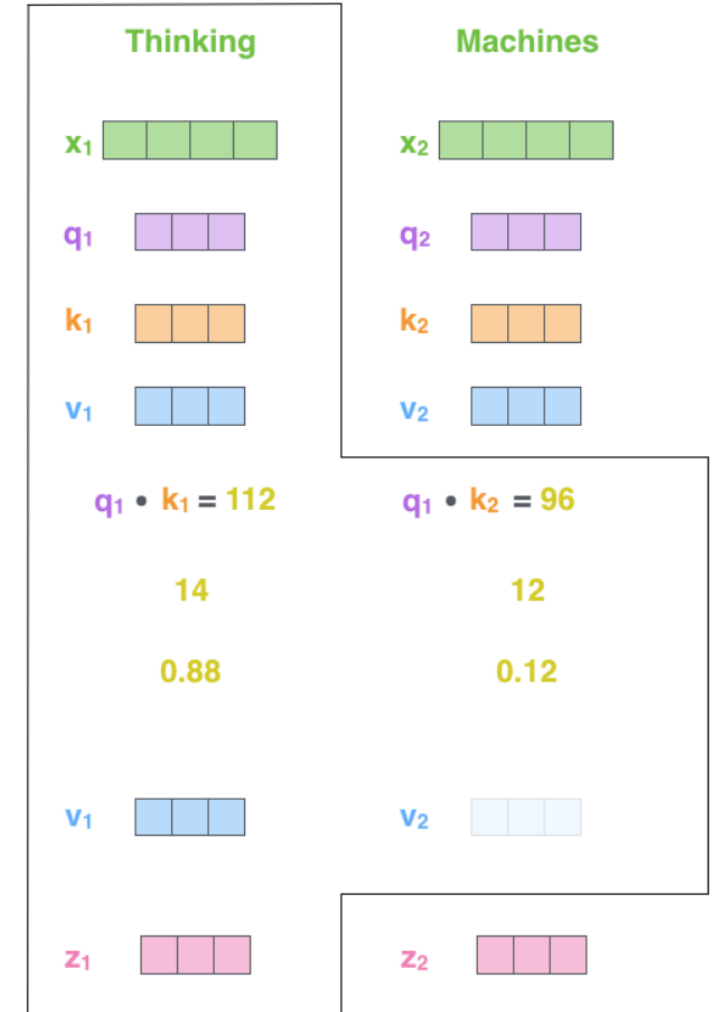 Thinking Machines
x₁ x₂
q₁ q₂
k₁ k₂
v₁ v₂
q₁ • k₁ = 112 q₁ • k₂ = 96
14 12
0.88 0.12
v₁ v₂
z₁ z₂